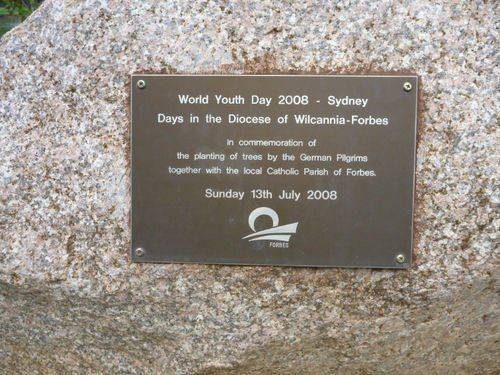 World Youth Day 2008 - Sydney
Days in the Diocese of Wilcannia-Forbes
In commemoration of
the planting of trees by the German Pilgrims
together with the local Catholic Parish of Forbes.
Sunday 13th July 2008
FORBES